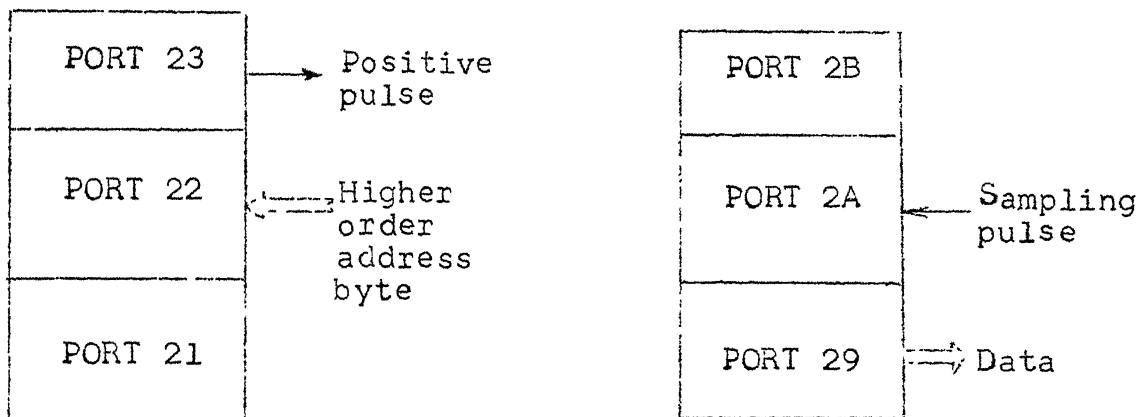 PORT 23
Positive
pulse
PORT 22
Higher
order
address
byte
PORT 21
PORT 2B
PORT 2A
Sampling
pulse
PORT 29
Data